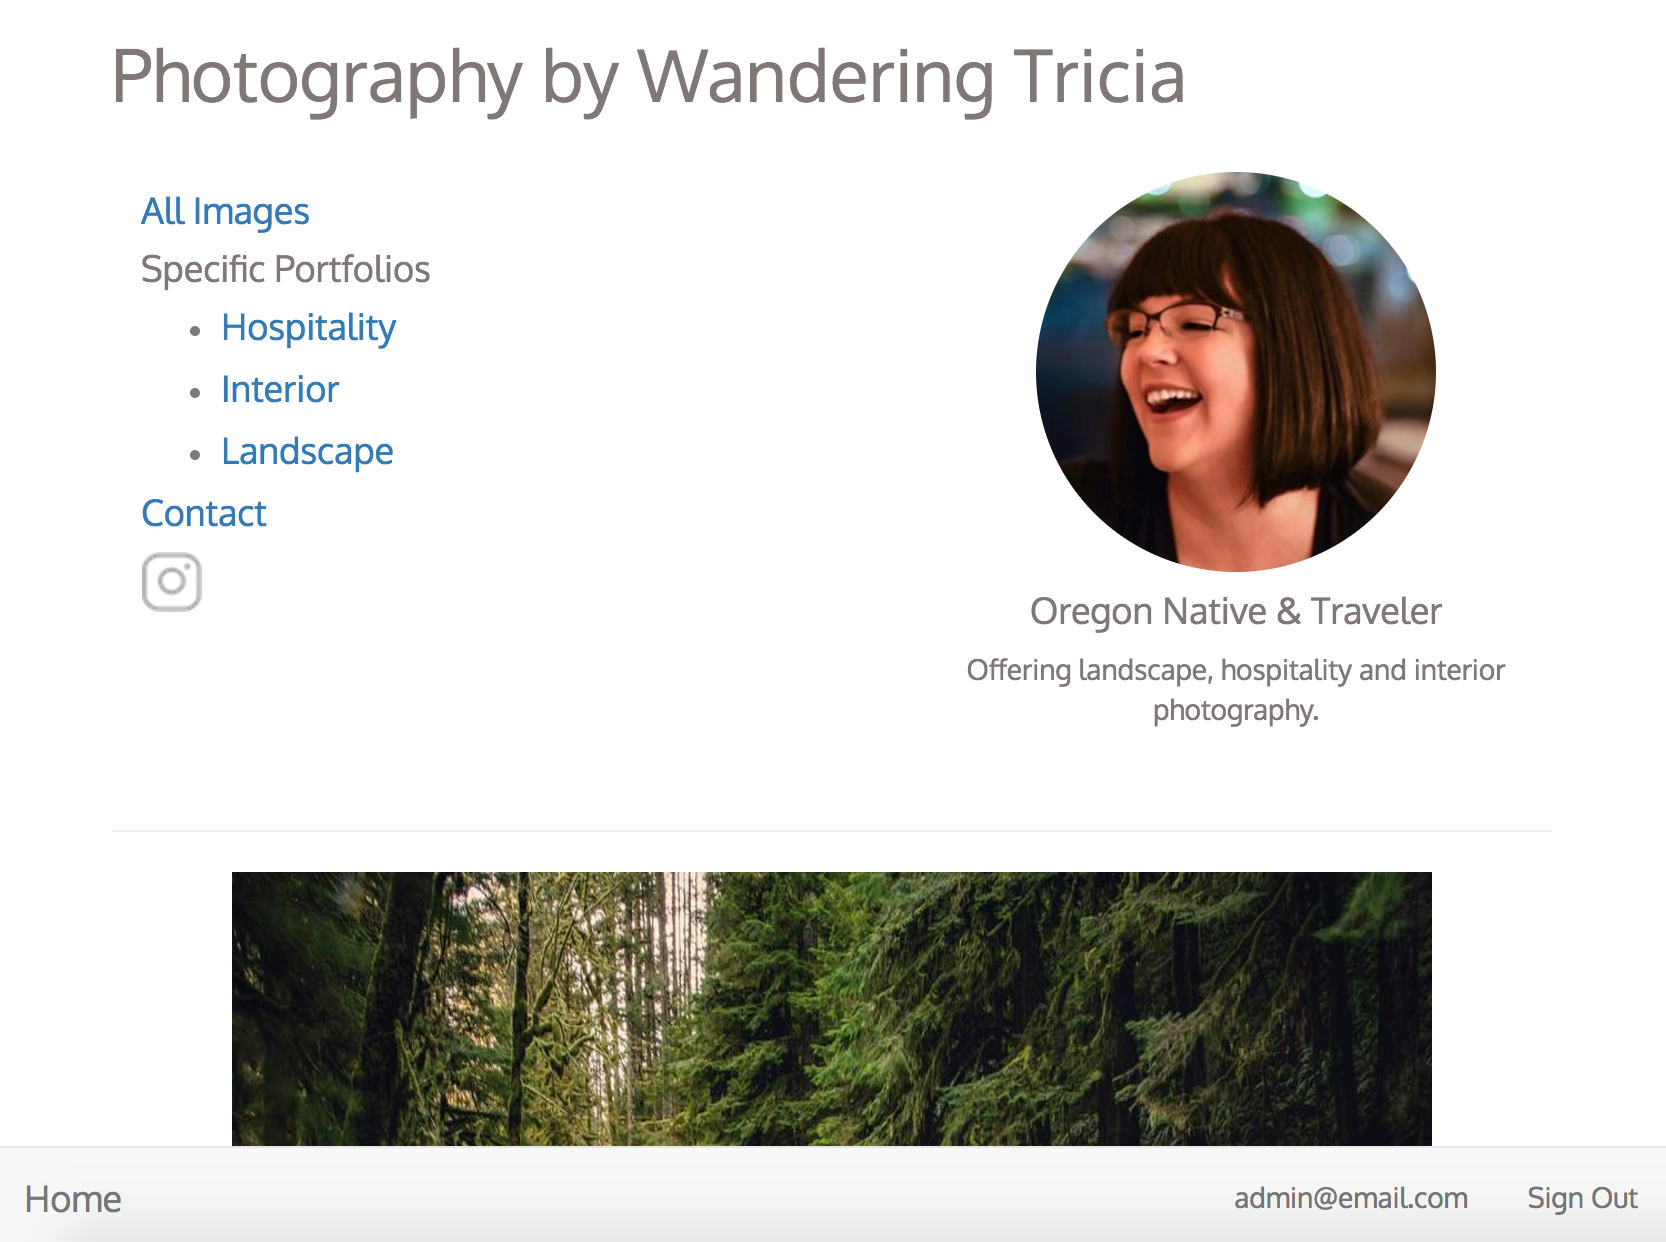 Photography by Wandering Tricia
All Images
Specific Portfolios
Hospitality
Interior
Landscape
Contact
Oregon Native & Traveler
Offering landscape, hospitality and interior
photography.
Home
admin@email.com
Sign Out